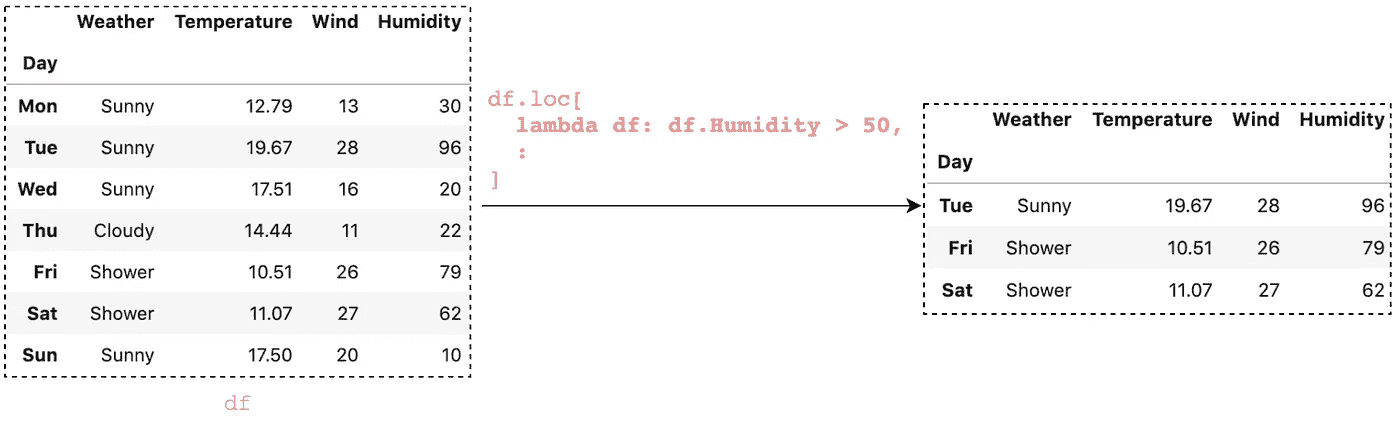 Weather Temperature Wind Humidity
Day
Mon Sunny 12.79 13 30
Tue Sunny 19.67 28 96
Wed Sunny 17.51 16 20
Thu Cloudy 14.44 11 22
Fri Shower 10.51 26 79
Sat Shower 11.07 27 62
Sun Sunny 17.50 20 10
df
df.loc[
lambda df: df.Humidity > 50,
:
]
Weather Temperature Wind Humidity
Day
Tue Sunny 19.67 28 96
Fri Shower 10.51 26 79
Sat Shower 11.07 27 62